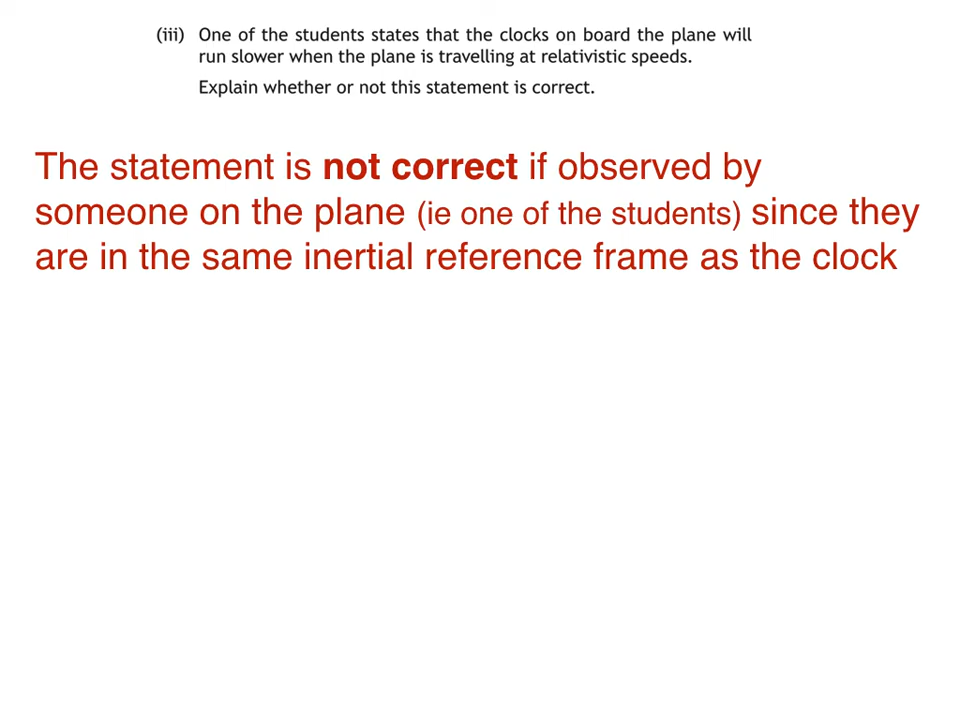 (iii) One of the students states that the clocks on board the plane will
run slower when the plane is travelling at relativistic speeds.
Explain whether or not this statement is correct.
The statement is not correct if observed by
someone on the plane (ie one of the students) since they
are in the same inertial reference frame as the clock